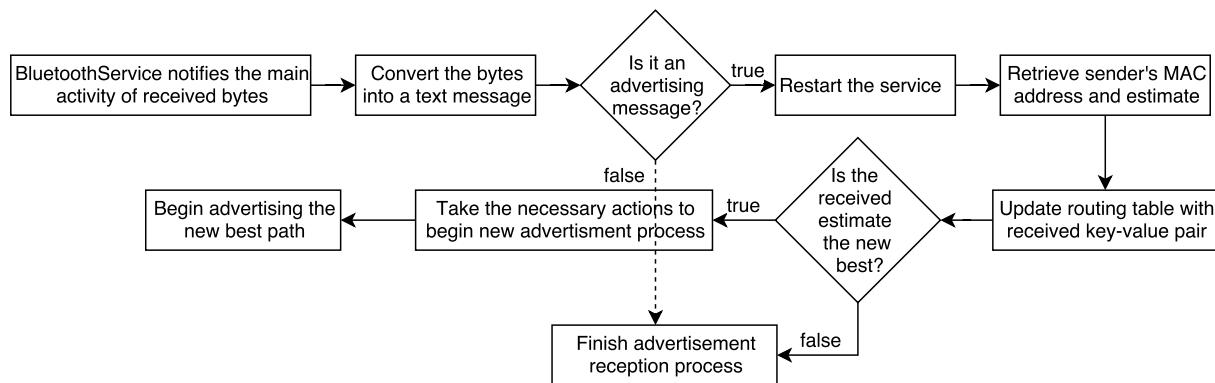 BluetoothService notifies the main
activity of received bytes
Convert the bytes
into a text message
Is it an
advertising
message?
true
Restart the service
Retrieve sender's MAC
address and estimate
false
Update routing table with
received key-value pair
Is the
received
estimate
the new
best?
true
Take the necessary actions to
begin new advertisment process
Begin advertising the
new best path
false
Finish advertisement
reception process